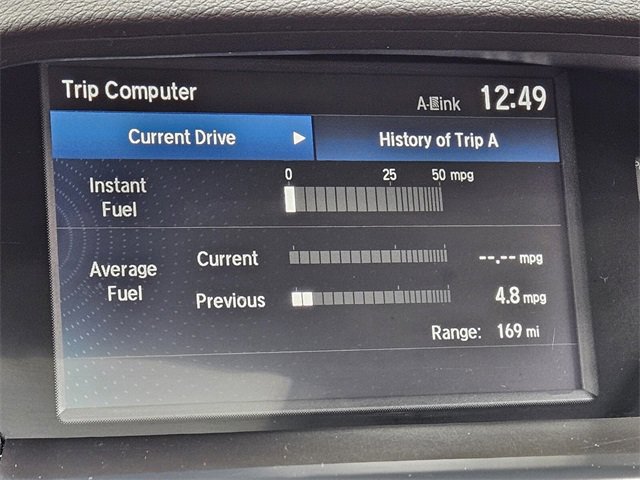 Trip Computer
A-Link 12:49
Current Drive History of Trip A
0 25 50 mpg
Instant
Fuel
Current --.-- mpg
Average
Fuel
Previous 4.8 mpg
Range: 169 mi